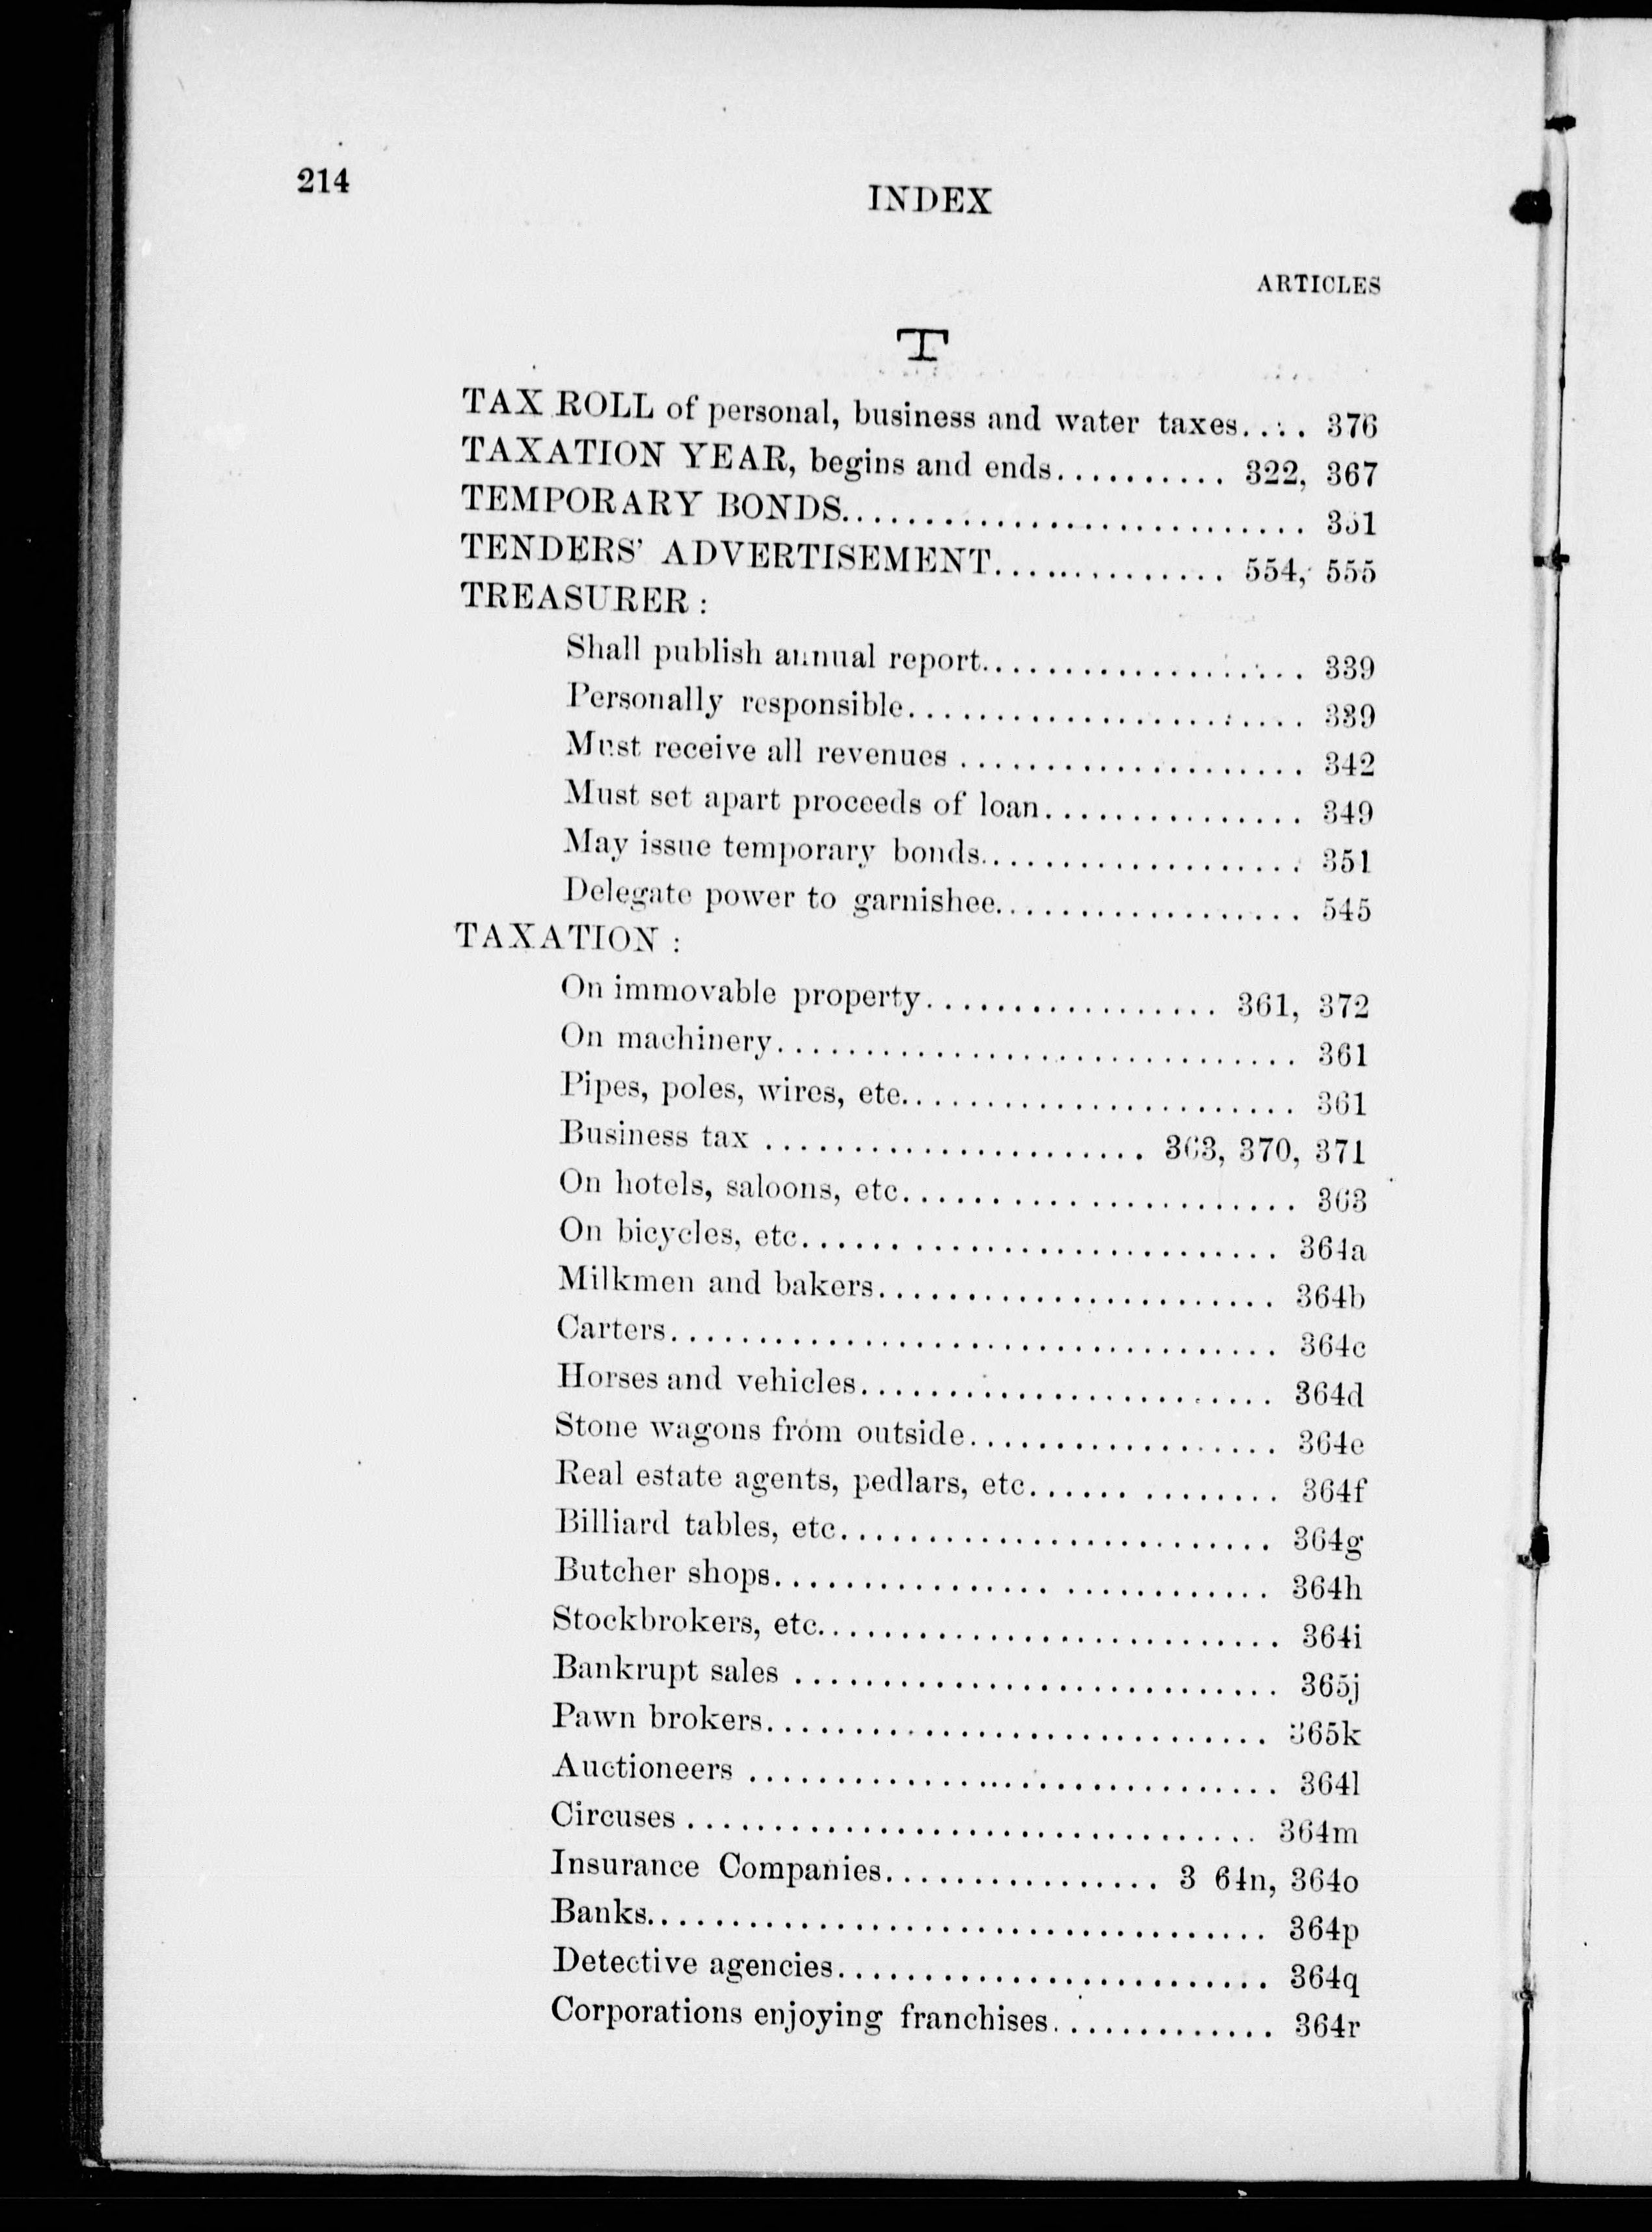 214
INDEX
ARTICLES
T
TAX ROLL of personal, business and water taxes.... 376
TAXATION YEAR, begins and ends.......... 322, 367
TEMPORARY BONDS............................ 351
TENDERS' ADVERTISEMENT.............. 554, 555
TREASURER :
Shall publish annual report................... 339
Personally responsible........................ 339
Must receive all revenues ..................... 342
Must set apart proceeds of loan............... 349
May issue temporary bonds................... 351
Delegate power to garnishee.................. 545
TAXATION :
On immovable property................. 361, 372
On machinery............................... 361
Pipes, poles, wires, etc........................ 361
Business tax ....................... 363, 370, 371
On hotels, saloons, etc........................ 363
On bicycles, etc............................ 364a
Milkmen and bakers........................ 364b
Carters.................................... 364c
Horses and vehicles......................... 364d
Stone wagons from outside.................. 364e
Real estate agents, pedlars, etc...... ........ 364f
Billiard tables, etc.......................... 364g
Butcher shops................ ............ 364h
Stockbrokers, etc............................ 364i
Bankrupt sales ............................. 365j
Pawn brokers.............................. 365k
Auctioneers ................................ 364l
Circuses .................................. 364m
Insurance Companies................ 3 64n, 364o
Banks..................................... 364p
Detective agencies.......................... 364q
Corporations enjoying franchises............. 364r